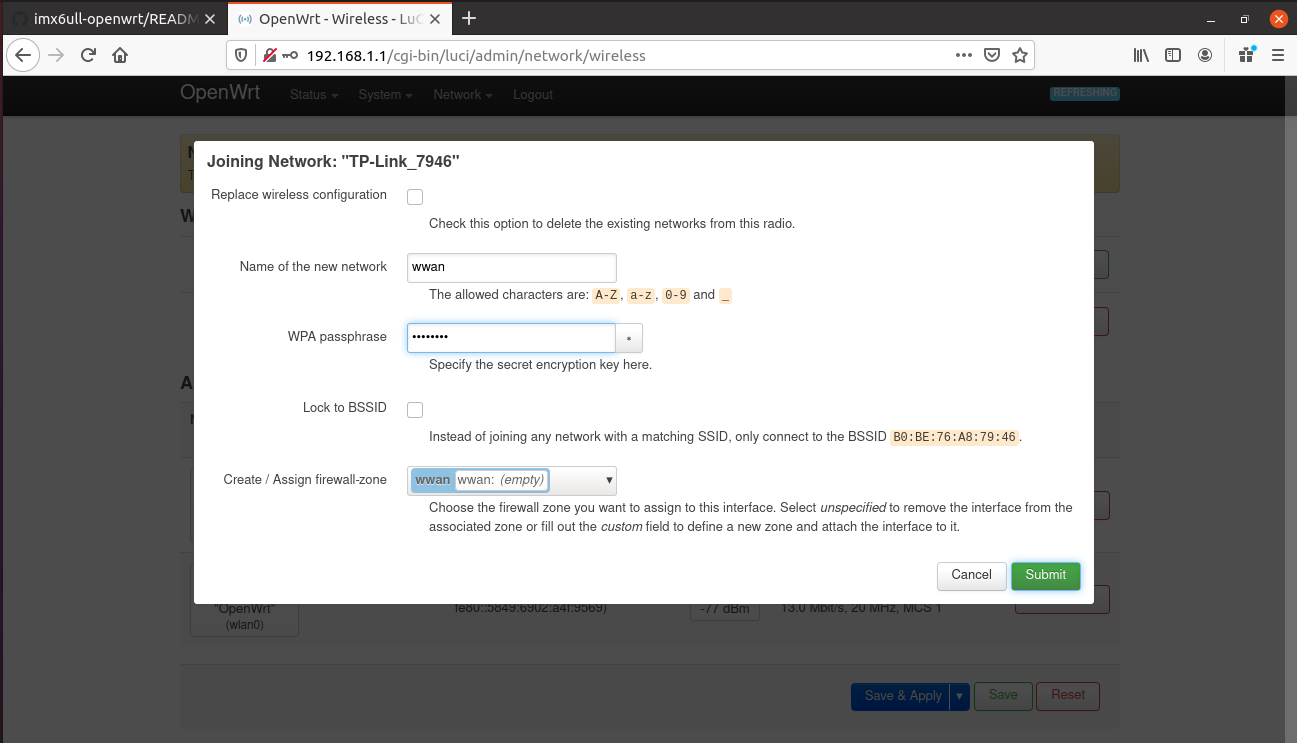 imx6ull-openwrt/READM
OpenWrt - Wireless - LuC
192.168.1.1/cgi-bin/luci/admin/network/wireless
OpenWrt Status System Network Logout REFRESHING
Joining Network: "TP-Link_7946"
Replace wireless configuration
Check this option to delete the existing networks from this radio.
Name of the new network wwan
The allowed characters are: A-Z, a-z, 0-9 and _
WPA passphrase •••••••• *
Specify the secret encryption key here.
Lock to BSSID
Instead of joining any network with a matching SSID, only connect to the BSSID B0:BE:76:A8:79:46.
Create / Assign firewall-zone wwan wwan: (empty)
Choose the firewall zone you want to assign to this interface. Select unspecified to remove the interface from the
associated zone or fill out the custom field to define a new zone and attach the interface to it.
Cancel Submit
"OpenWrt" fe80::5849:6902:a4f:9569) -77 dBm 13.0 Mbit/s, 20 MHz, MCS 1
(wlan0)
Save & Apply Save Reset